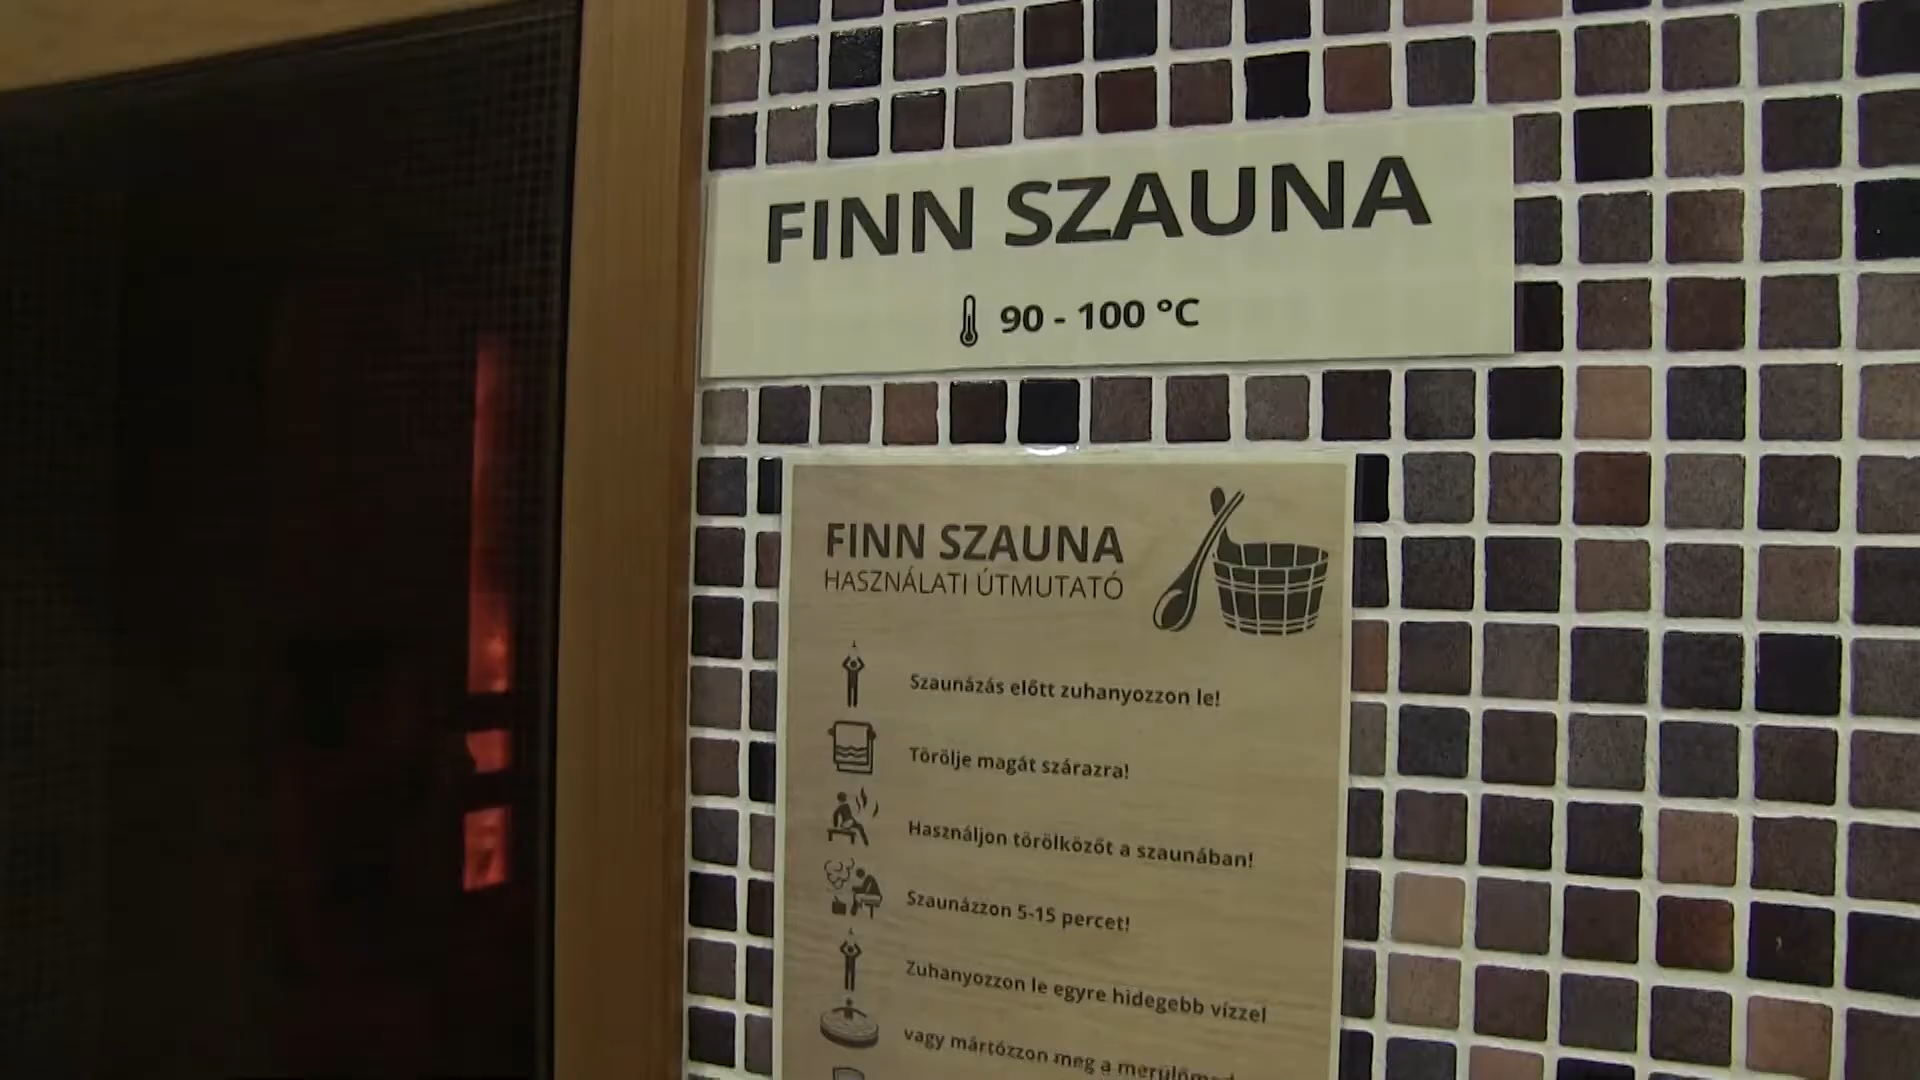 FINN SZAUNA
90 - 100 °C
FINN SZAUNA
HASZNÁLATI ÚTMUTATÓ
Szaunázás előtt zuhanyozzon le!
Törölje magát szárazra!
Használjon törölközőt a szaunában!
Szaunázzon 5-15 percet!
Zuhanyozzon le egyre hidegebb vízzel
vagy mártózzon meg a